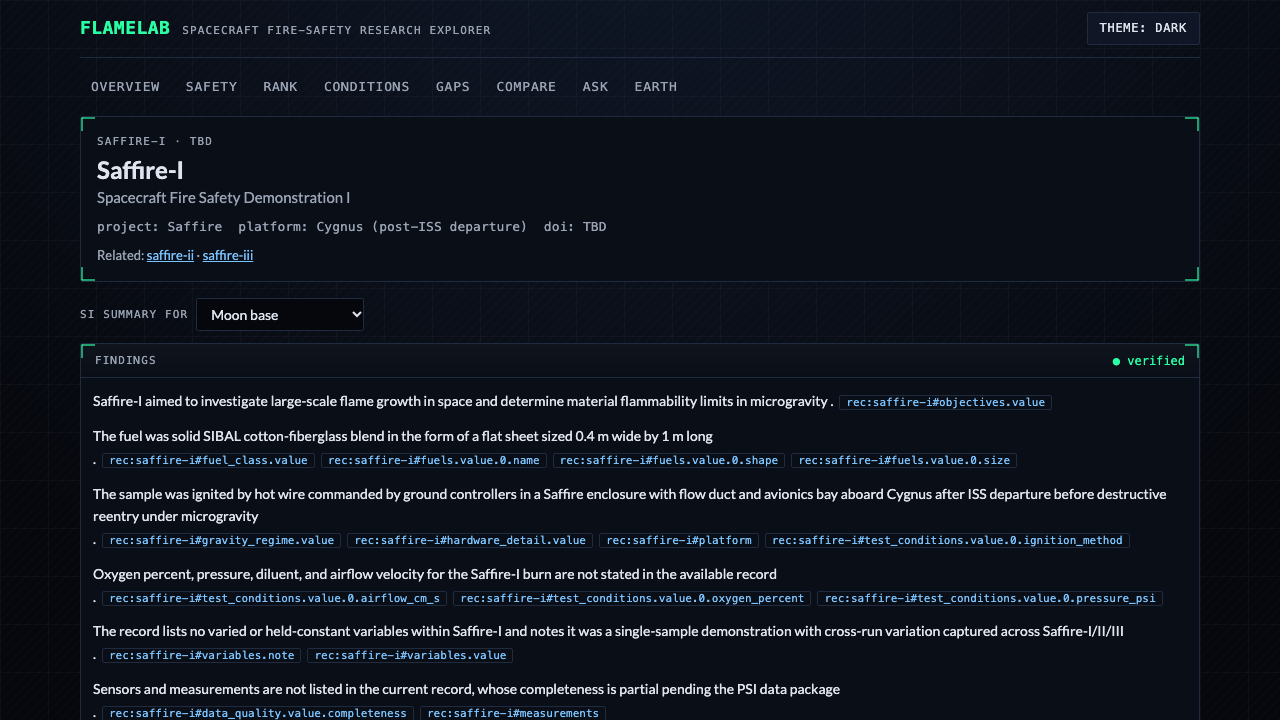 FLAMELAB SPACECRAFT FIRE-SAFETY RESEARCH EXPLORER THEME: DARK
OVERVIEW SAFETY RANK CONDITIONS GAPS COMPARE ASK EARTH
SAFFIRE-I · TBD
Saffire-I
Spacecraft Fire Safety Demonstration I
project: Saffire platform: Cygnus (post-ISS departure) doi: TBD
Related: saffire-ii · saffire-iii
SI SUMMARY FOR Moon base
FINDINGS ● verified
Saffire-I aimed to investigate large-scale flame growth in space and determine material flammability limits in microgravity . rec:saffire-i#objectives.value
The fuel was solid SIBAL cotton-fiberglass blend in the form of a flat sheet sized 0.4 m wide by 1 m long
. rec:saffire-i#fuel_class.value rec:saffire-i#fuels.value.0.name rec:saffire-i#fuels.value.0.shape rec:saffire-i#fuels.value.0.size
The sample was ignited by hot wire commanded by ground controllers in a Saffire enclosure with flow duct and avionics bay aboard Cygnus after ISS departure before destructive
reentry under microgravity
. rec:saffire-i#gravity_regime.value rec:saffire-i#hardware_detail.value rec:saffire-i#platform rec:saffire-i#test_conditions.value.0.ignition_method
Oxygen percent, pressure, diluent, and airflow velocity for the Saffire-I burn are not stated in the available record
. rec:saffire-i#test_conditions.value.0.airflow_cm_s rec:saffire-i#test_conditions.value.0.oxygen_percent rec:saffire-i#test_conditions.value.0.pressure_psi
The record lists no varied or held-constant variables within Saffire-I and notes it was a single-sample demonstration with cross-run variation captured across Saffire-I/II/III
. rec:saffire-i#variables.note rec:saffire-i#variables.value
Sensors and measurements are not listed in the current record, whose completeness is partial pending the PSI data package
. rec:saffire-i#data_quality.value.completeness rec:saffire-i#measurements